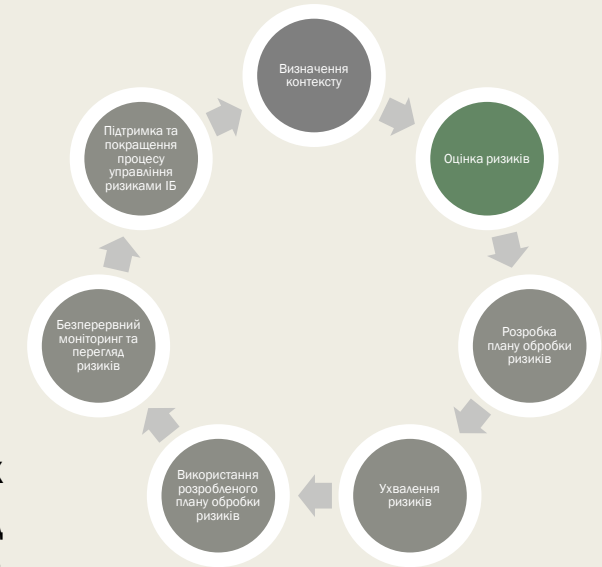 Визначення
контексту
Оцінка ризиків
Розробка
плану обробки
ризиків
Ухвалення
ризиків
Використання
розробленого
плану обробки
ризиків
Безперервний
моніторинг та
перегляд
ризиків
Підтримка та
покращення
процесу
управління
ризиками ІБ